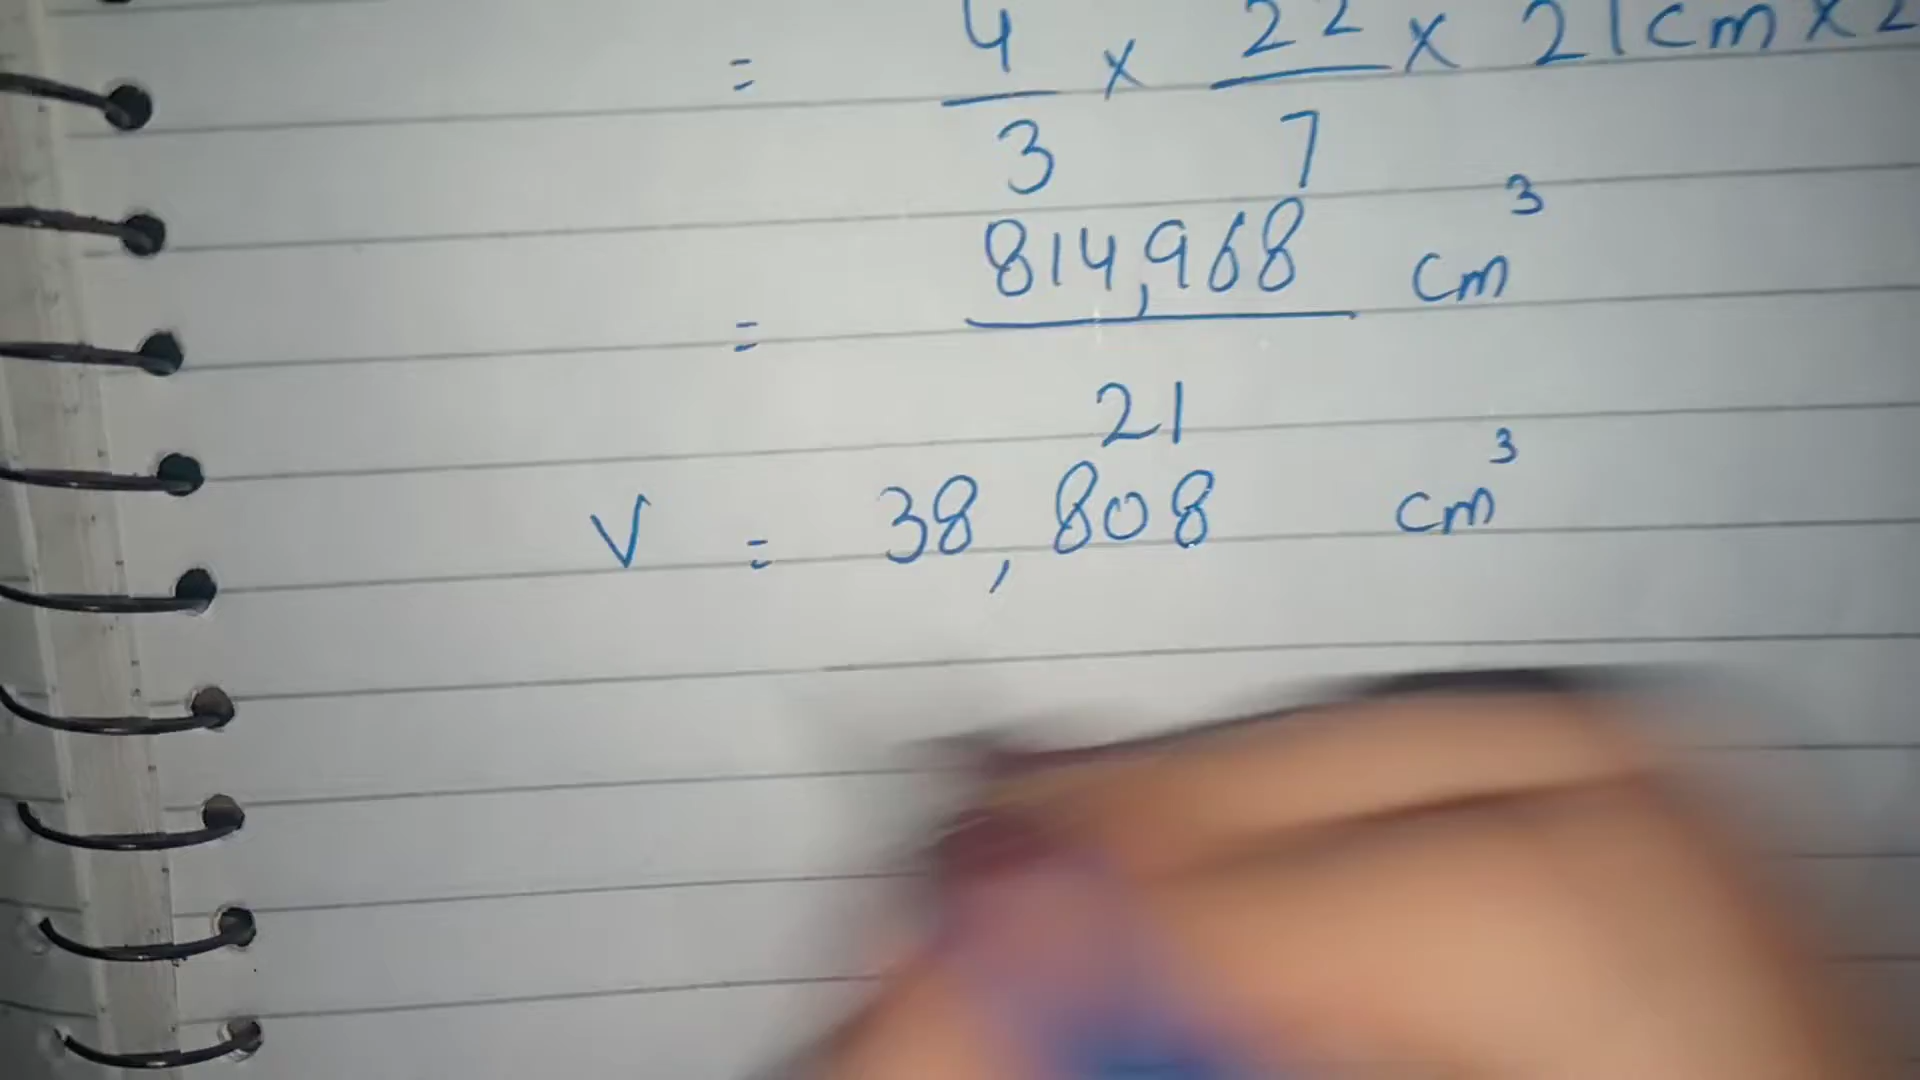 = 4/3 × 22/7 × 21cm × 2
= 814,968/21 cm³
V = 38,808 cm³